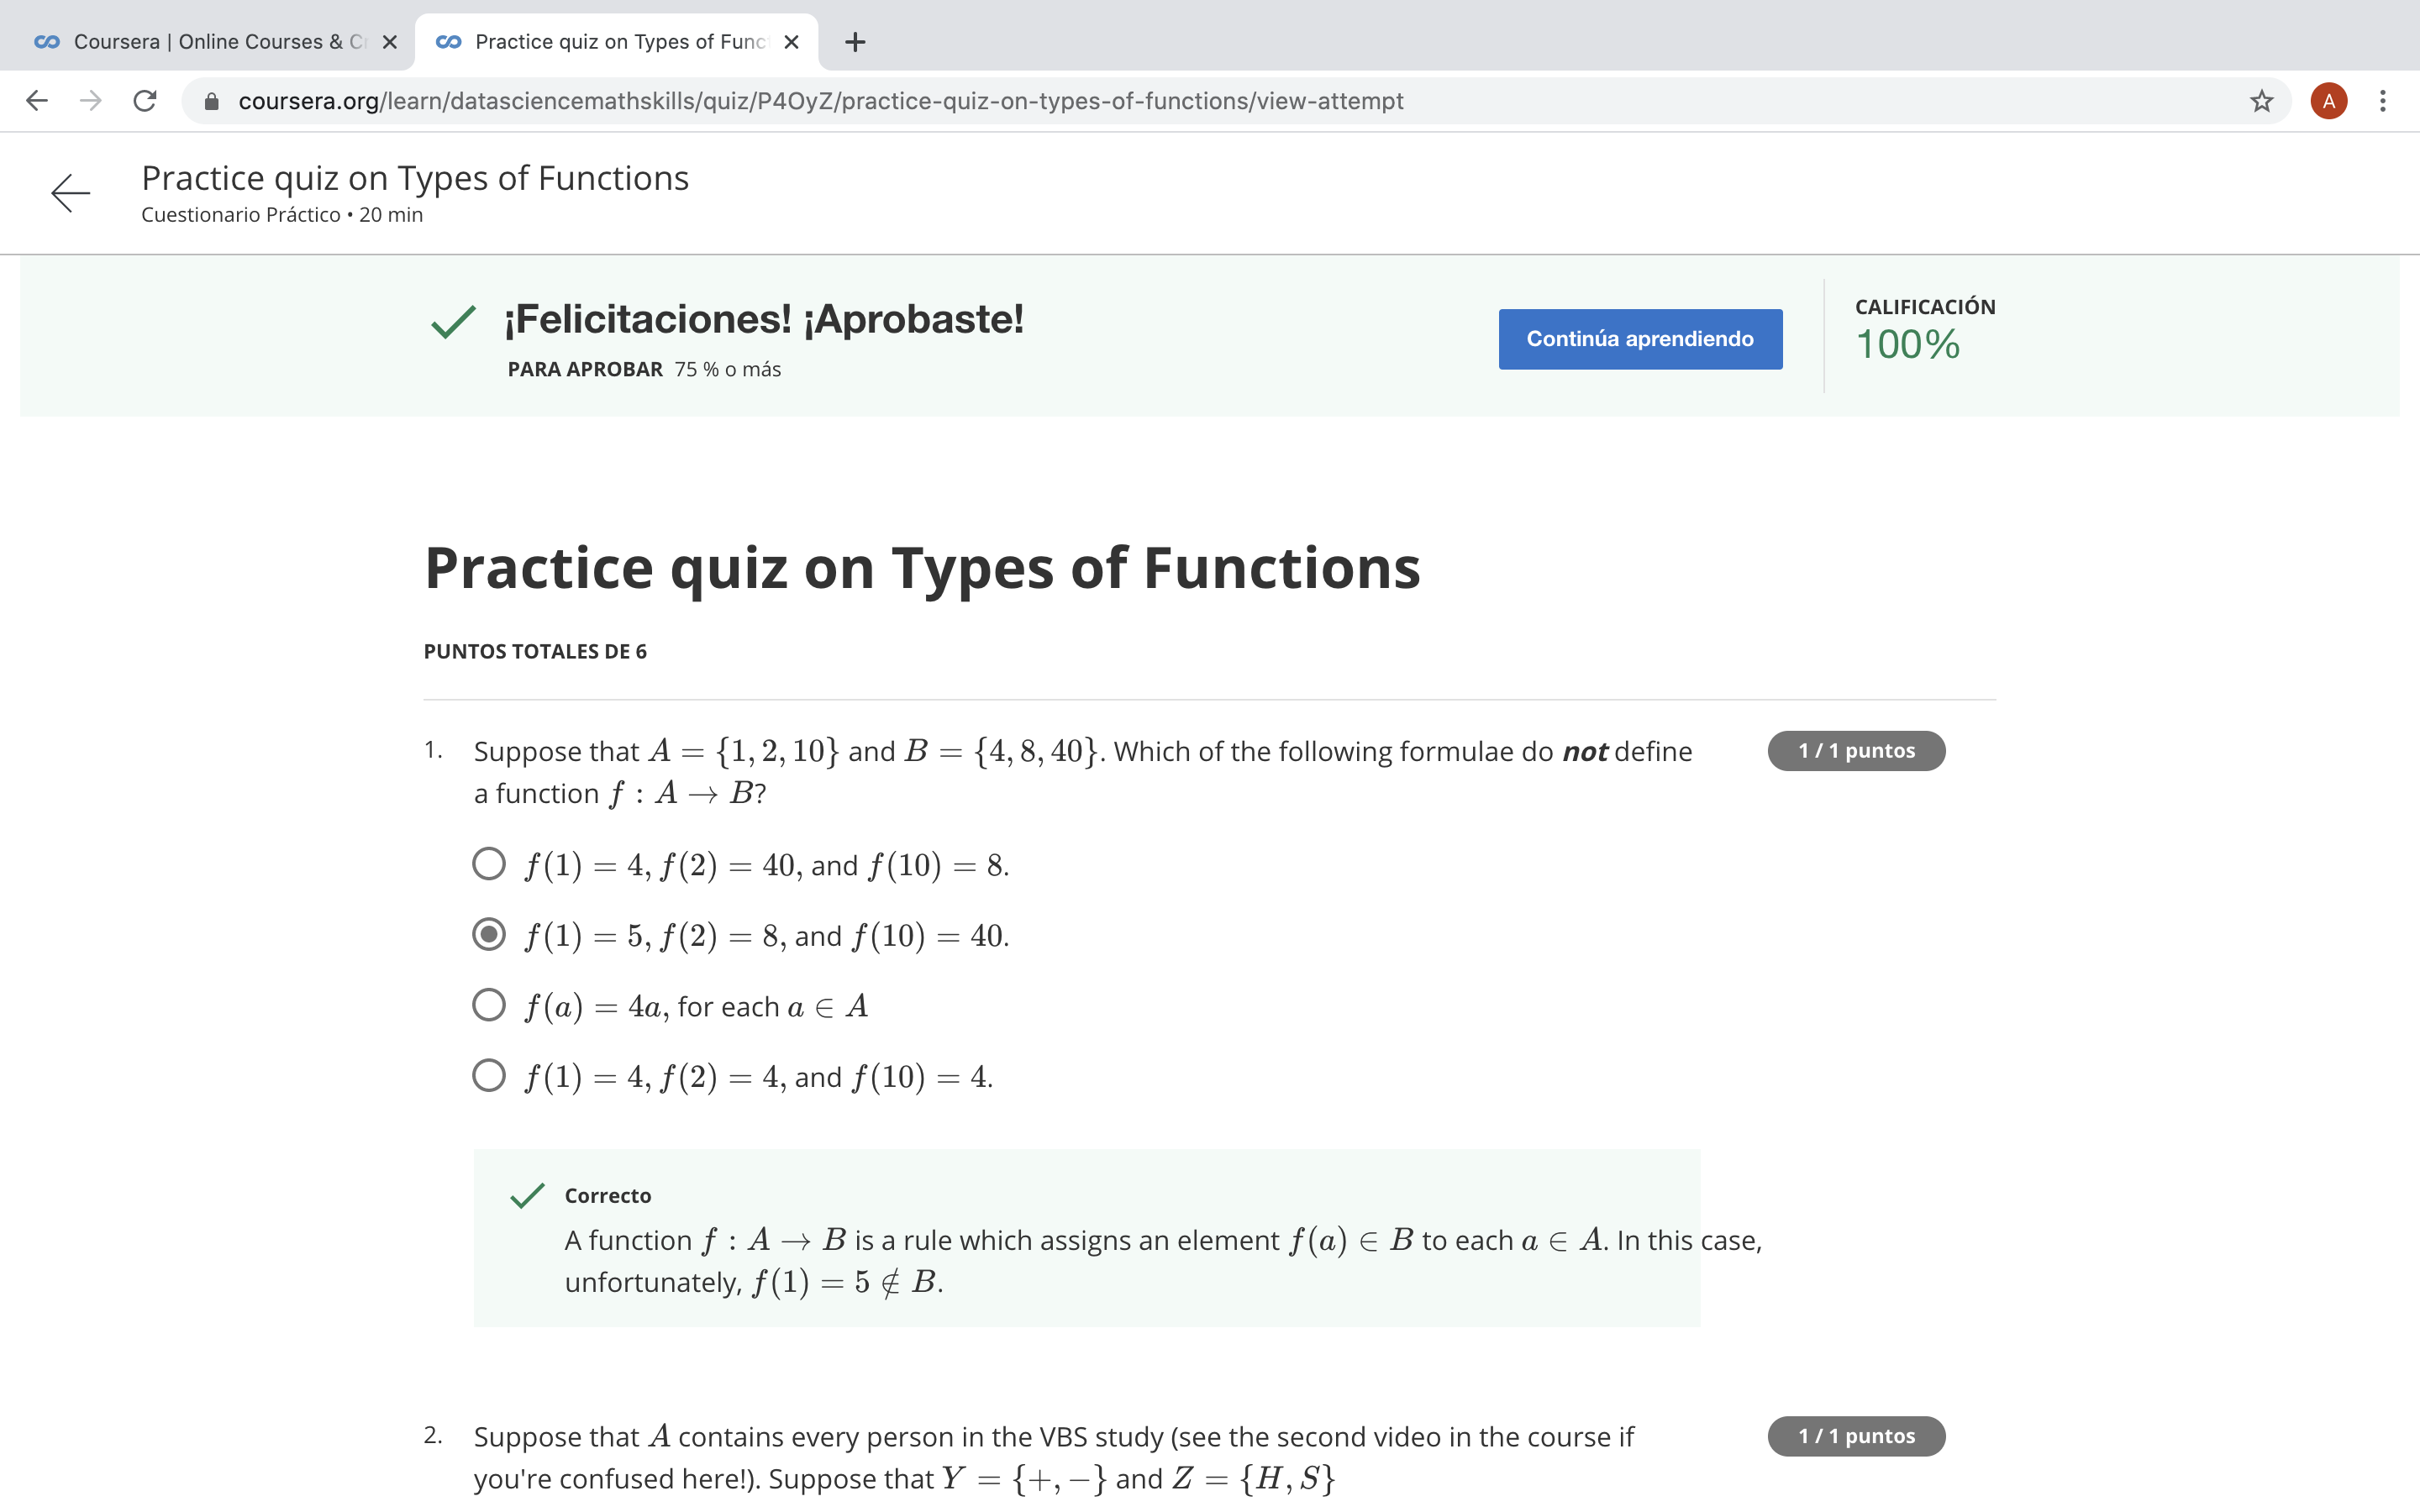 Coursera | Online Courses &
Practice quiz on Types of Func
coursera.org/learn/datasciencemathskills/quiz/P4OyZ/practice-quiz-on-types-of-functions/view-attempt
A
Practice quiz on Types of Functions
Cuestionario Práctico • 20 min
¡Felicitaciones! ¡Aprobaste!
PARA APROBAR 75 % o más
Continúa aprendiendo
CALIFICACIÓN
100%
Practice quiz on Types of Functions
PUNTOS TOTALES DE 6
1. Suppose that A = {1, 2, 10} and B = {4, 8, 40}. Which of the following formulae do not define
a function f : A → B?
1 / 1 puntos
f(1) = 4, f(2) = 40, and f(10) = 8.
f(1) = 5, f(2) = 8, and f(10) = 40.
f(a) = 4a, for each a ∈ A
f(1) = 4, f(2) = 4, and f(10) = 4.
Correcto
A function f : A → B is a rule which assigns an element f(a) ∈ B to each a ∈ A. In this case,
unfortunately, f(1) = 5 ∉ B.
2. Suppose that A contains every person in the VBS study (see the second video in the course if
you're confused here!). Suppose that Y = {+, −} and Z = {H, S}
1 / 1 puntos